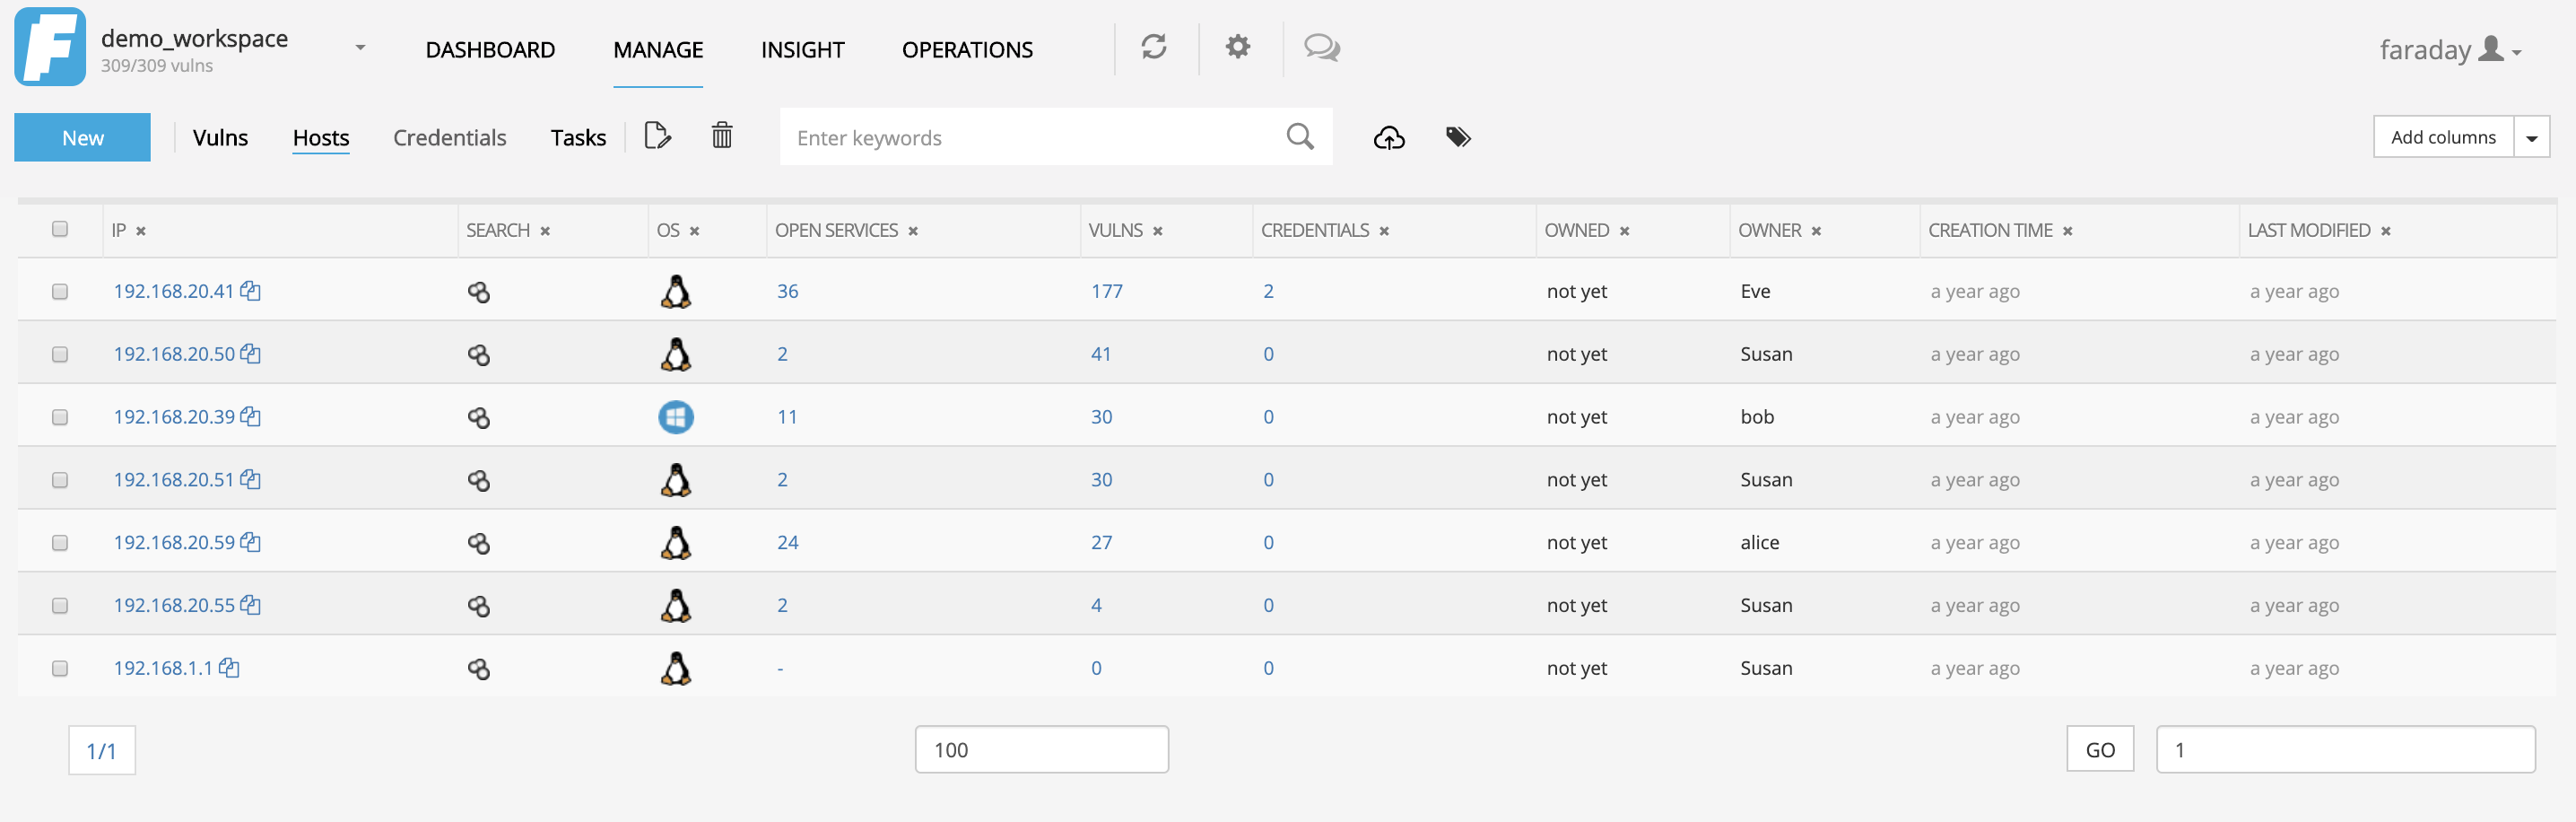 demo_workspace
309/309 vulns
DASHBOARD MANAGE INSIGHT OPERATIONS
faraday
New Vulns Hosts Credentials Tasks Enter keywords Add columns
IP SEARCH OS OPEN SERVICES VULNS CREDENTIALS OWNED OWNER CREATION TIME LAST MODIFIED
192.168.20.41 36 177 2 not yet Eve a year ago a year ago
192.168.20.50 2 41 0 not yet Susan a year ago a year ago
192.168.20.39 11 30 0 not yet bob a year ago a year ago
192.168.20.51 2 30 0 not yet Susan a year ago a year ago
192.168.20.59 24 27 0 not yet alice a year ago a year ago
192.168.20.55 2 4 0 not yet Susan a year ago a year ago
192.168.1.1 - 0 0 not yet Susan a year ago a year ago
1/1 100 GO 1